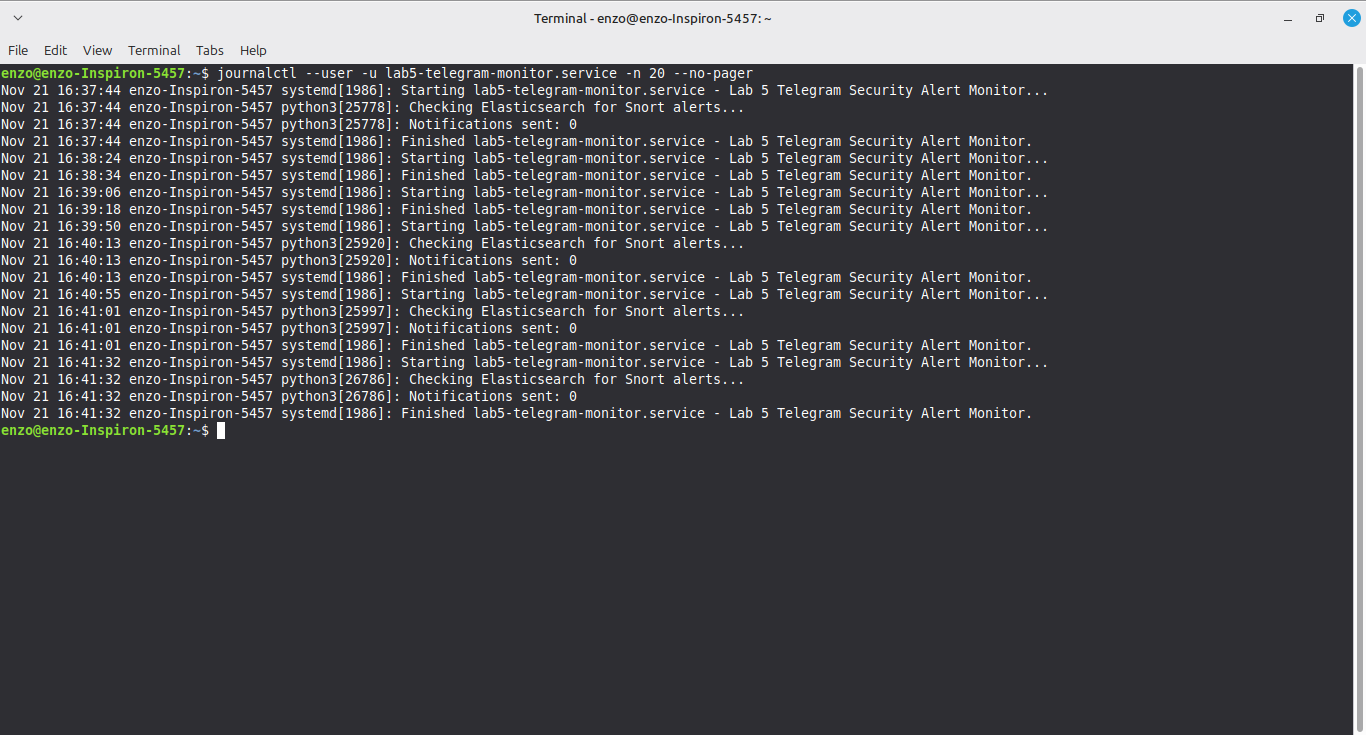 Terminal - enzo@enzo-Inspiron-5457: ~
File Edit View Terminal Tabs Help
enzo@enzo-Inspiron-5457:~$ journalctl --user -u lab5-telegram-monitor.service -n 20 --no-pager
Nov 21 16:37:44 enzo-Inspiron-5457 systemd[1986]: Starting lab5-telegram-monitor.service - Lab 5 Telegram Security Alert Monitor...
Nov 21 16:37:44 enzo-Inspiron-5457 python3[25778]: Checking Elasticsearch for Snort alerts...
Nov 21 16:37:44 enzo-Inspiron-5457 python3[25778]: Notifications sent: 0
Nov 21 16:37:44 enzo-Inspiron-5457 systemd[1986]: Finished lab5-telegram-monitor.service - Lab 5 Telegram Security Alert Monitor.
Nov 21 16:38:24 enzo-Inspiron-5457 systemd[1986]: Starting lab5-telegram-monitor.service - Lab 5 Telegram Security Alert Monitor...
Nov 21 16:38:34 enzo-Inspiron-5457 systemd[1986]: Finished lab5-telegram-monitor.service - Lab 5 Telegram Security Alert Monitor.
Nov 21 16:39:06 enzo-Inspiron-5457 systemd[1986]: Starting lab5-telegram-monitor.service - Lab 5 Telegram Security Alert Monitor...
Nov 21 16:39:18 enzo-Inspiron-5457 systemd[1986]: Finished lab5-telegram-monitor.service - Lab 5 Telegram Security Alert Monitor.
Nov 21 16:39:50 enzo-Inspiron-5457 systemd[1986]: Starting lab5-telegram-monitor.service - Lab 5 Telegram Security Alert Monitor...
Nov 21 16:40:13 enzo-Inspiron-5457 python3[25920]: Checking Elasticsearch for Snort alerts...
Nov 21 16:40:13 enzo-Inspiron-5457 python3[25920]: Notifications sent: 0
Nov 21 16:40:13 enzo-Inspiron-5457 systemd[1986]: Finished lab5-telegram-monitor.service - Lab 5 Telegram Security Alert Monitor.
Nov 21 16:40:55 enzo-Inspiron-5457 systemd[1986]: Starting lab5-telegram-monitor.service - Lab 5 Telegram Security Alert Monitor...
Nov 21 16:41:01 enzo-Inspiron-5457 python3[25997]: Checking Elasticsearch for Snort alerts...
Nov 21 16:41:01 enzo-Inspiron-5457 python3[25997]: Notifications sent: 0
Nov 21 16:41:01 enzo-Inspiron-5457 systemd[1986]: Finished lab5-telegram-monitor.service - Lab 5 Telegram Security Alert Monitor.
Nov 21 16:41:32 enzo-Inspiron-5457 systemd[1986]: Starting lab5-telegram-monitor.service - Lab 5 Telegram Security Alert Monitor...
Nov 21 16:41:32 enzo-Inspiron-5457 python3[26786]: Checking Elasticsearch for Snort alerts...
Nov 21 16:41:32 enzo-Inspiron-5457 python3[26786]: Notifications sent: 0
Nov 21 16:41:32 enzo-Inspiron-5457 systemd[1986]: Finished lab5-telegram-monitor.service - Lab 5 Telegram Security Alert Monitor.
enzo@enzo-Inspiron-5457:~$